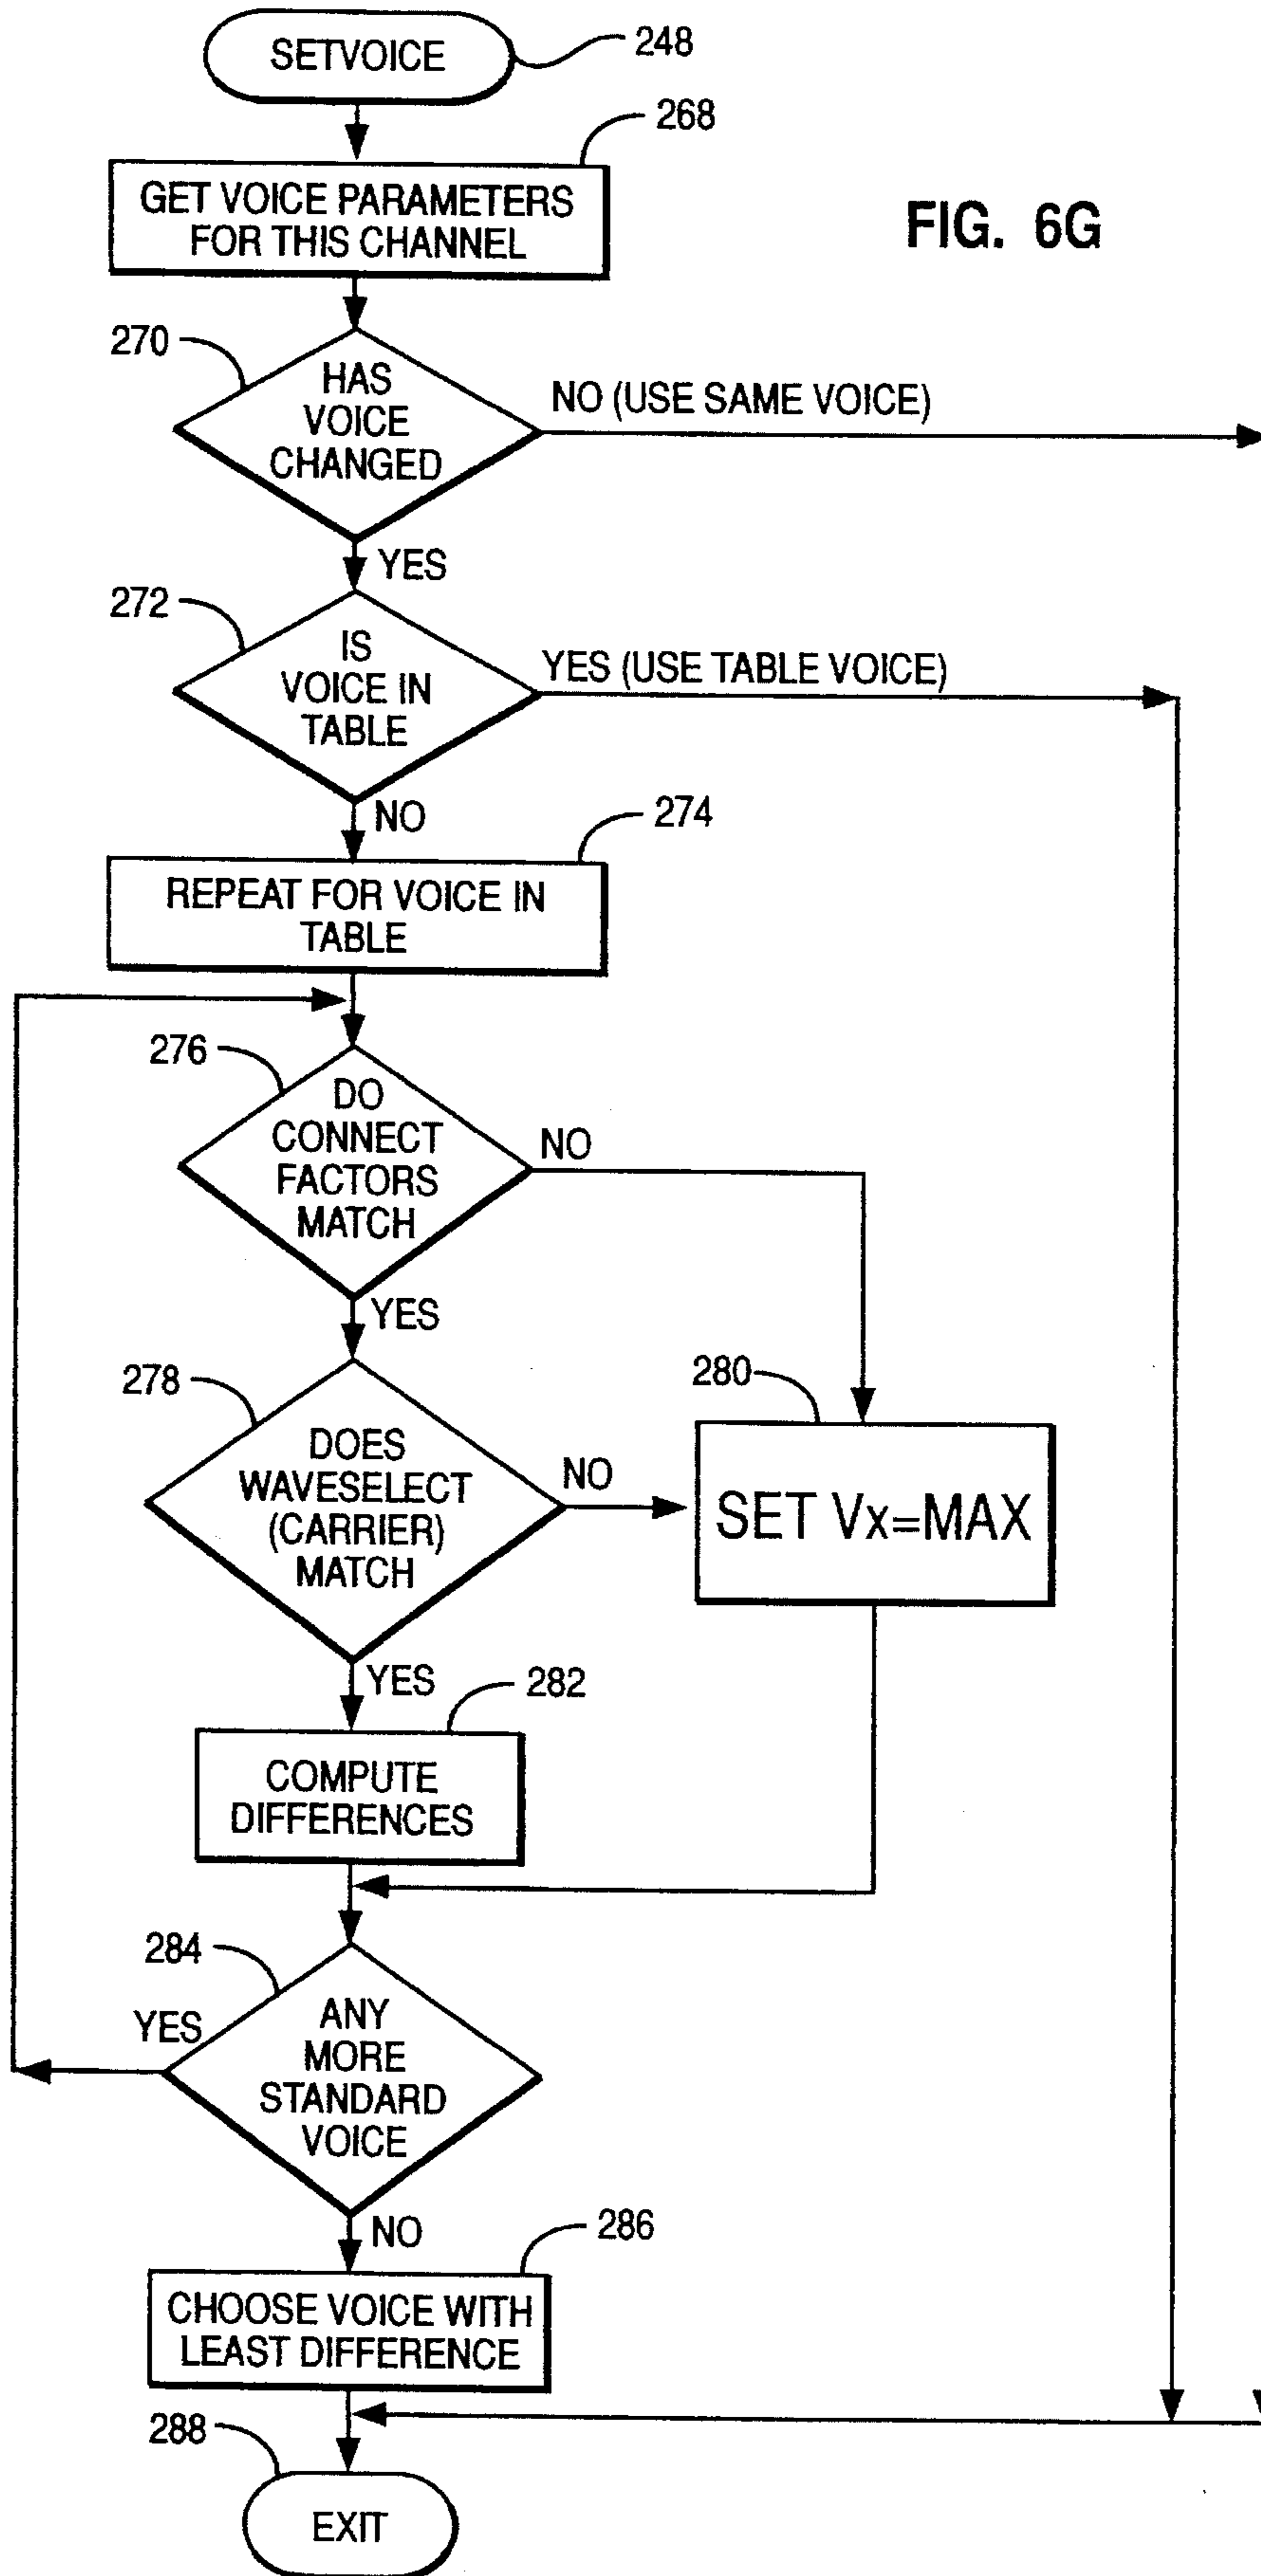 SETVOICE
248
268
GET VOICE PARAMETERS
FOR THIS CHANNEL
FIG. 6G
270
HAS
VOICE
CHANGED
NO (USE SAME VOICE)
YES
272
IS
VOICE IN
TABLE
YES (USE TABLE VOICE)
NO
274
REPEAT FOR VOICE IN
TABLE
276
DO
CONNECT
FACTORS
MATCH
NO
YES
278
DOES
WAVESELECT
(CARRIER)
MATCH
NO
280
SET Vx=MAX
YES
282
COMPUTE
DIFFERENCES
284
YES
ANY
MORE
STANDARD
VOICE
NO
286
CHOOSE VOICE WITH
LEAST DIFFERENCE
288
EXIT